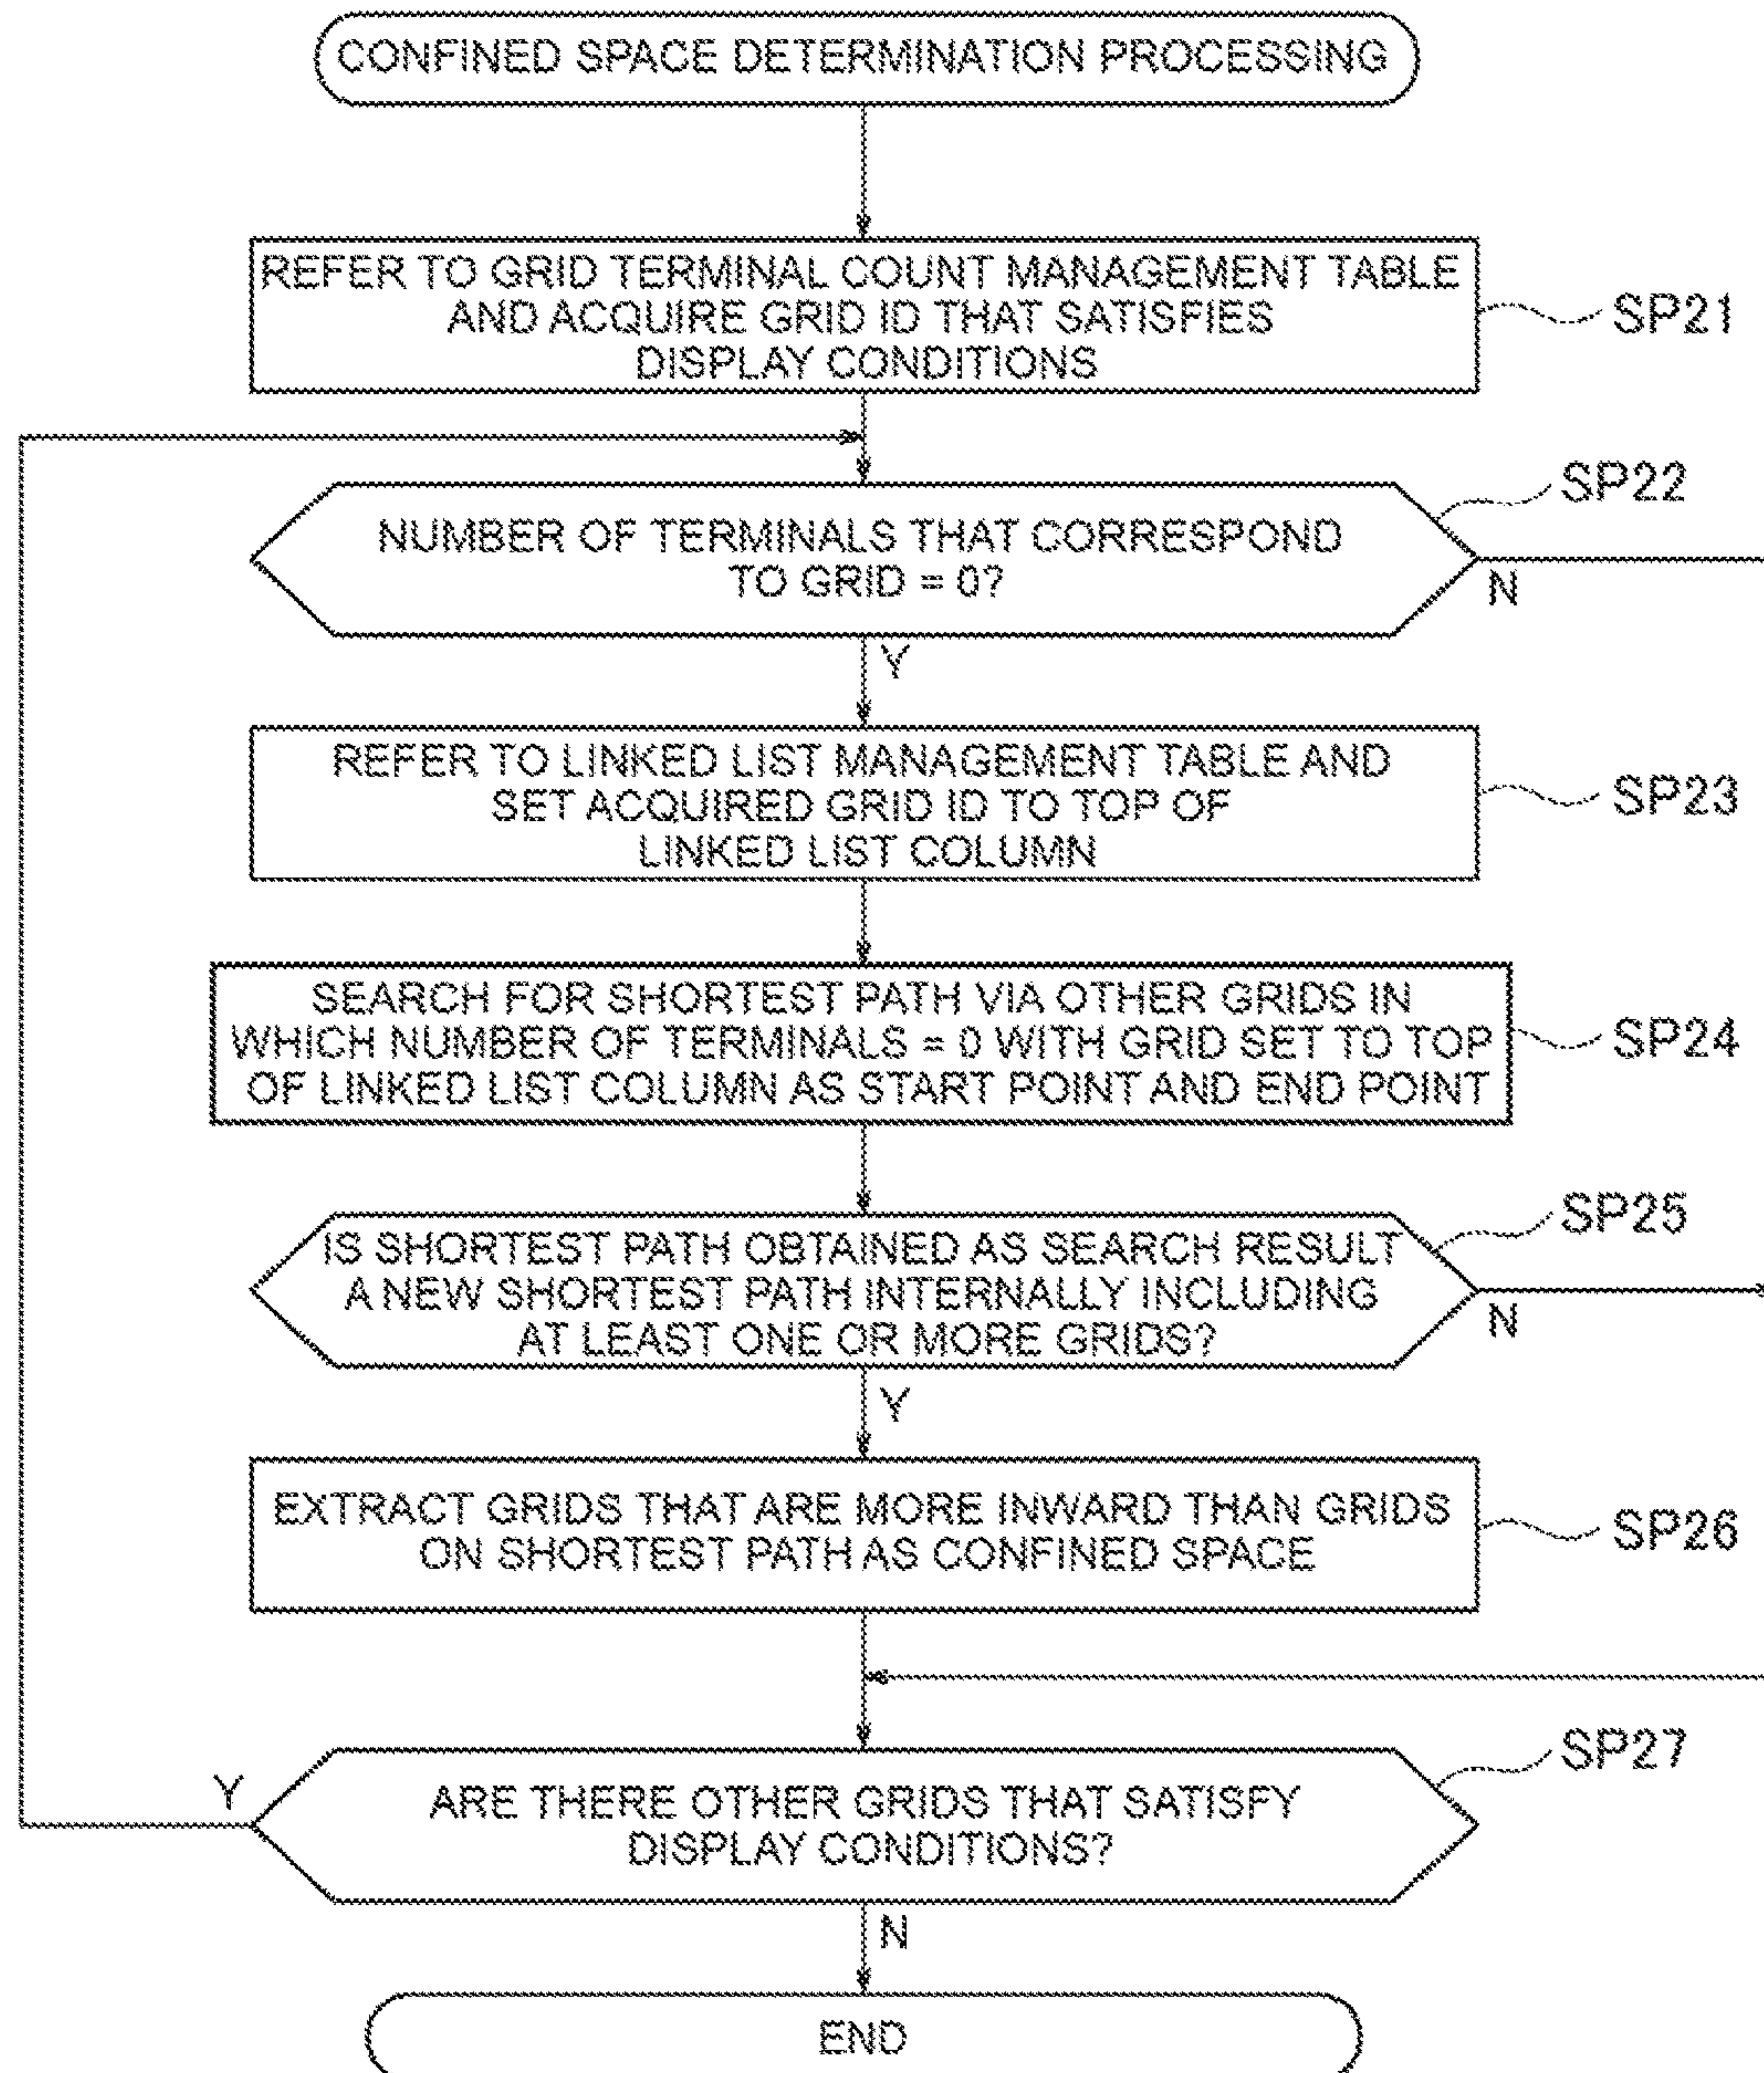 CONFINED SPACE DETERMINATION PROCESSING
REFER TO GRID TERMINAL COUNT MANAGEMENT TABLE
AND ACQUIRE GRID ID THAT SATISFIES
DISPLAY CONDITIONS
SP21
SP22
NUMBER OF TERMINALS THAT CORRESPOND
TO GRID = 0?
N
Y
REFER TO LINKED LIST MANAGEMENT TABLE AND
SET ACQUIRED GRID ID TO TOP OF
LINKED LIST COLUMN
SP23
SEARCH FOR SHORTEST PATH VIA OTHER GRIDS IN
WHICH NUMBER OF TERMINALS = 0 WITH GRID SET TO TOP
OF LINKED LIST COLUMN AS START POINT AND END POINT
SP24
SP25
IS SHORTEST PATH OBTAINED AS SEARCH RESULT
A NEW SHORTEST PATH INTERNALLY INCLUDING
AT LEAST ONE OR MORE GRIDS?
N
Y
EXTRACT GRIDS THAT ARE MORE INWARD THAN GRIDS
ON SHORTEST PATH AS CONFINED SPACE
SP26
SP27
Y
ARE THERE OTHER GRIDS THAT SATISFY
DISPLAY CONDITIONS?
N
END